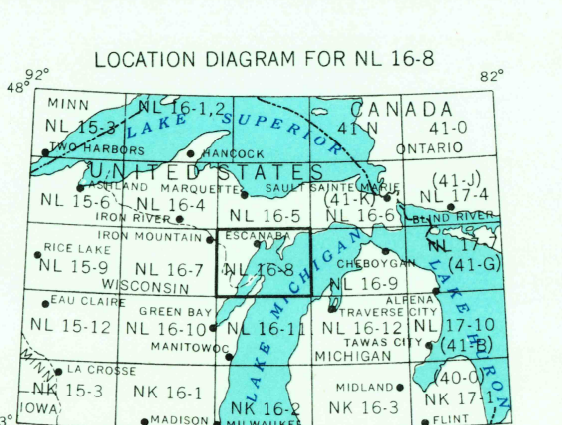 LOCATION DIAGRAM FOR NL 16-8
48° 92° 82°
MINN NL 16-1,2 CANADA
NL 15-3 LAKE SUPERIOR 41 N 41-0
TWO HARBORS HANCOCK ONTARIO
UNITED STATES
ASHLAND MARQUETTE SAULT SAINTE MARIE (41-J)
NL 15-6 NL 16-4 (41-K) NL 17-4
IRON RIVER NL 16-5 NL 16-6 BLIND RIVER
IRON MOUNTAIN ESCANABA NL 17-7
RICE LAKE CHEBOYGAN (41-G)
NL 15-9 NL 16-7 NL 16-8 NL 16-9
WISCONSIN LAKE MICHIGAN LAKE HURON
EAU CLAIRE GREEN BAY ALPENA
TRAVERSE CITY
NL 15-12 NL 16-10 NL 16-11 NL 16-12 NL 17-10
MANITOWOC TAWAS CITY (41-B)
MINN MICHIGAN
LA CROSSE (40-0)
NK 15-3 NK 16-1 MIDLAND NK 17-1
IOWA NK 16-2 NK 16-3
3° MADISON MILWAUKEE FLINT